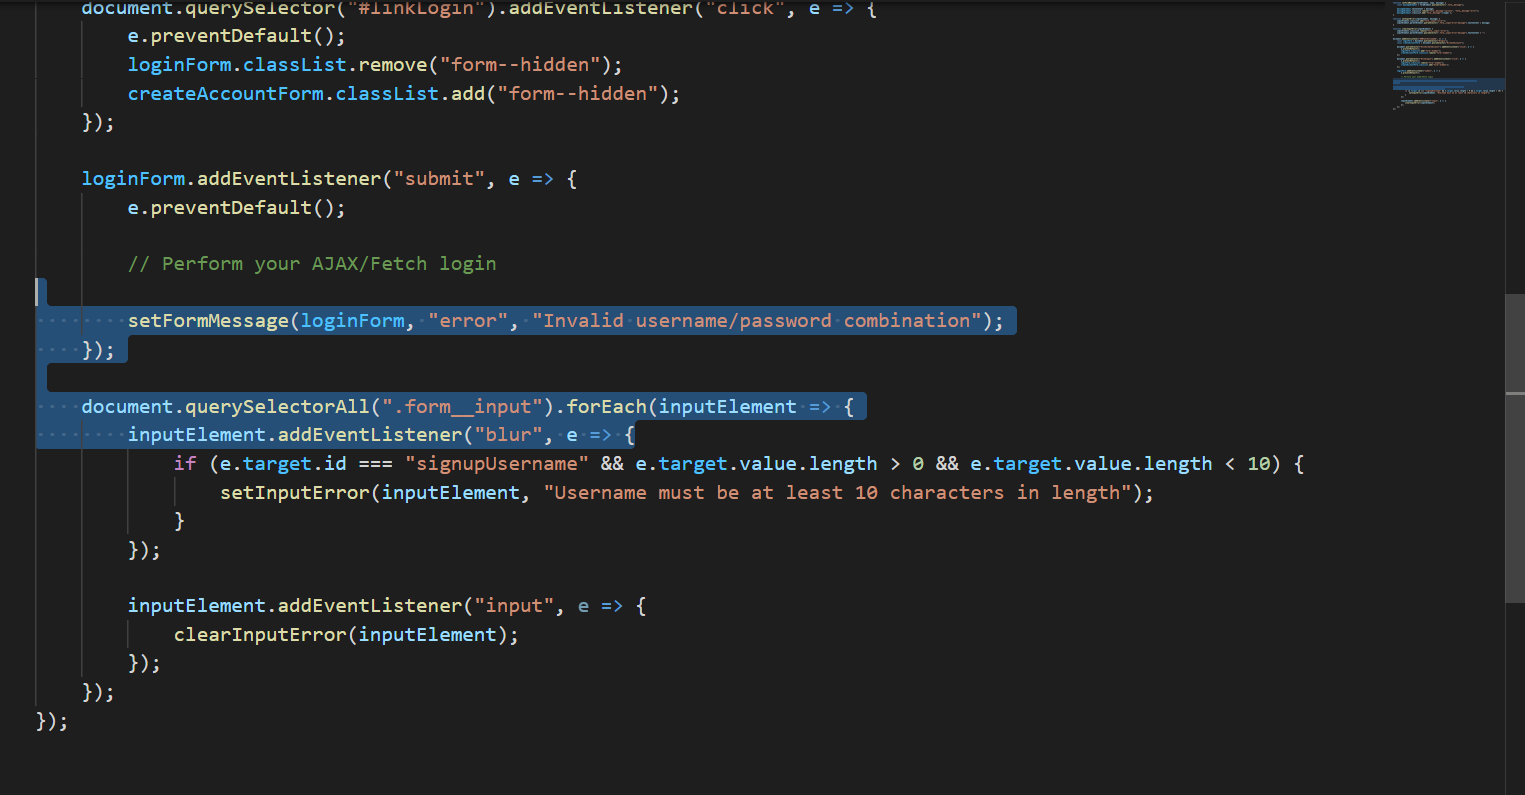 document.querySelector("#linkLogin").addEventListener("click", e => {
e.preventDefault();
loginForm.classList.remove("form--hidden");
createAccountForm.classList.add("form--hidden");
});
loginForm.addEventListener("submit", e => {
e.preventDefault();
// Perform your AJAX/Fetch login
setFormMessage(loginForm, "error", "Invalid username/password combination");
});
document.querySelectorAll(".form__input").forEach(inputElement => {
inputElement.addEventListener("blur", e => {
if (e.target.id === "signupUsername" && e.target.value.length > 0 && e.target.value.length < 10) {
setInputError(inputElement, "Username must be at least 10 characters in length");
}
});
inputElement.addEventListener("input", e => {
clearInputError(inputElement);
});
});
});